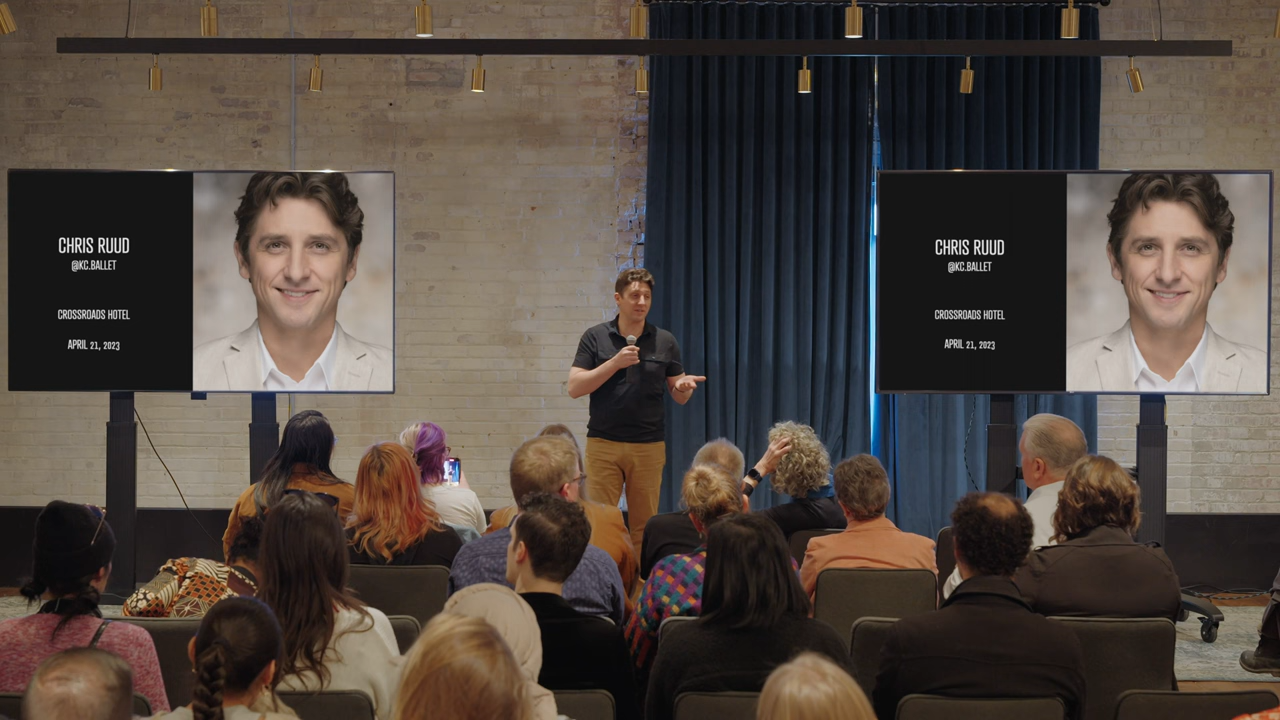 CHRIS RUUD
@KC.BALLET
CROSSROADS HOTEL
APRIL 21, 2023
CHRIS RUUD
@KC.BALLET
CROSSROADS HOTEL
APRIL 21, 2023